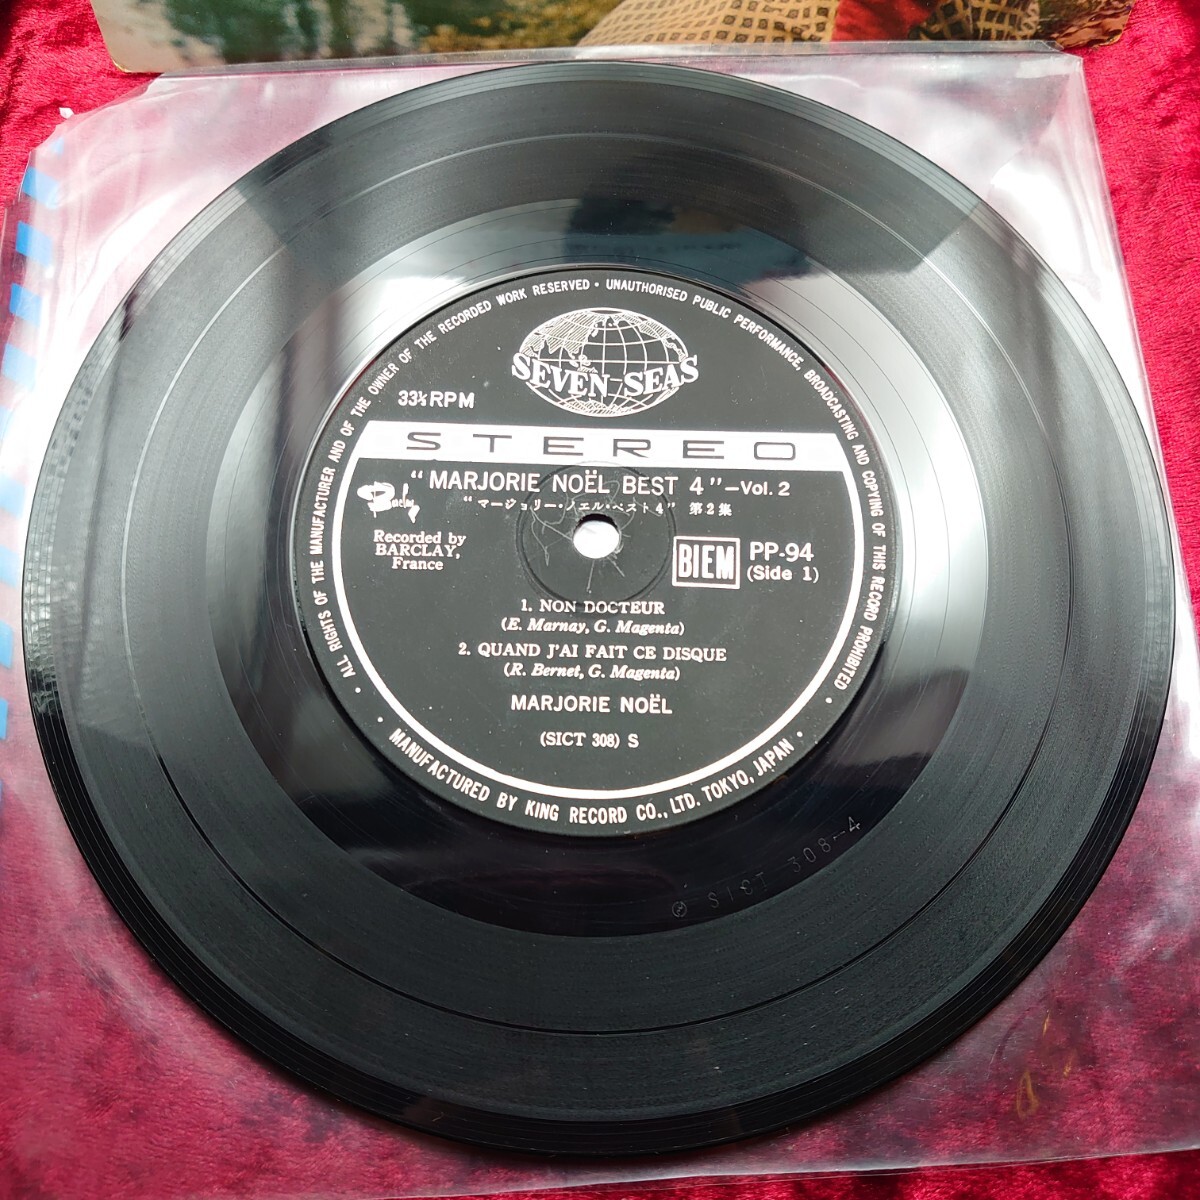 ALL RIGHTS OF THE MANUFACTURER AND OF THE OWNER OF THE RECORDED WORK RESERVED • UNAUTHORISED PUBLIC PERFORMANCE, BROADCASTING AND COPYING OF THIS RECORD PROHIBITED
SEVEN SEAS
33⅓RPM
STEREO
“MARJORIE NOËL BEST 4”—Vol. 2
“マージョリー・ノエル・ベスト4” 第2集
Barclay
Recorded by
BARCLAY,
France
BIEM
PP-94
(Side 1)
1. NON DOCTEUR
(E. Marnay, G. Magenta)
2. QUAND J'AI FAIT CE DISQUE
(R. Bernet, G. Magenta)
MARJORIE NOËL
(SICT 308) S
MANUFACTURED BY KING RECORD CO., LTD. TOKYO, JAPAN
SICT 308-4